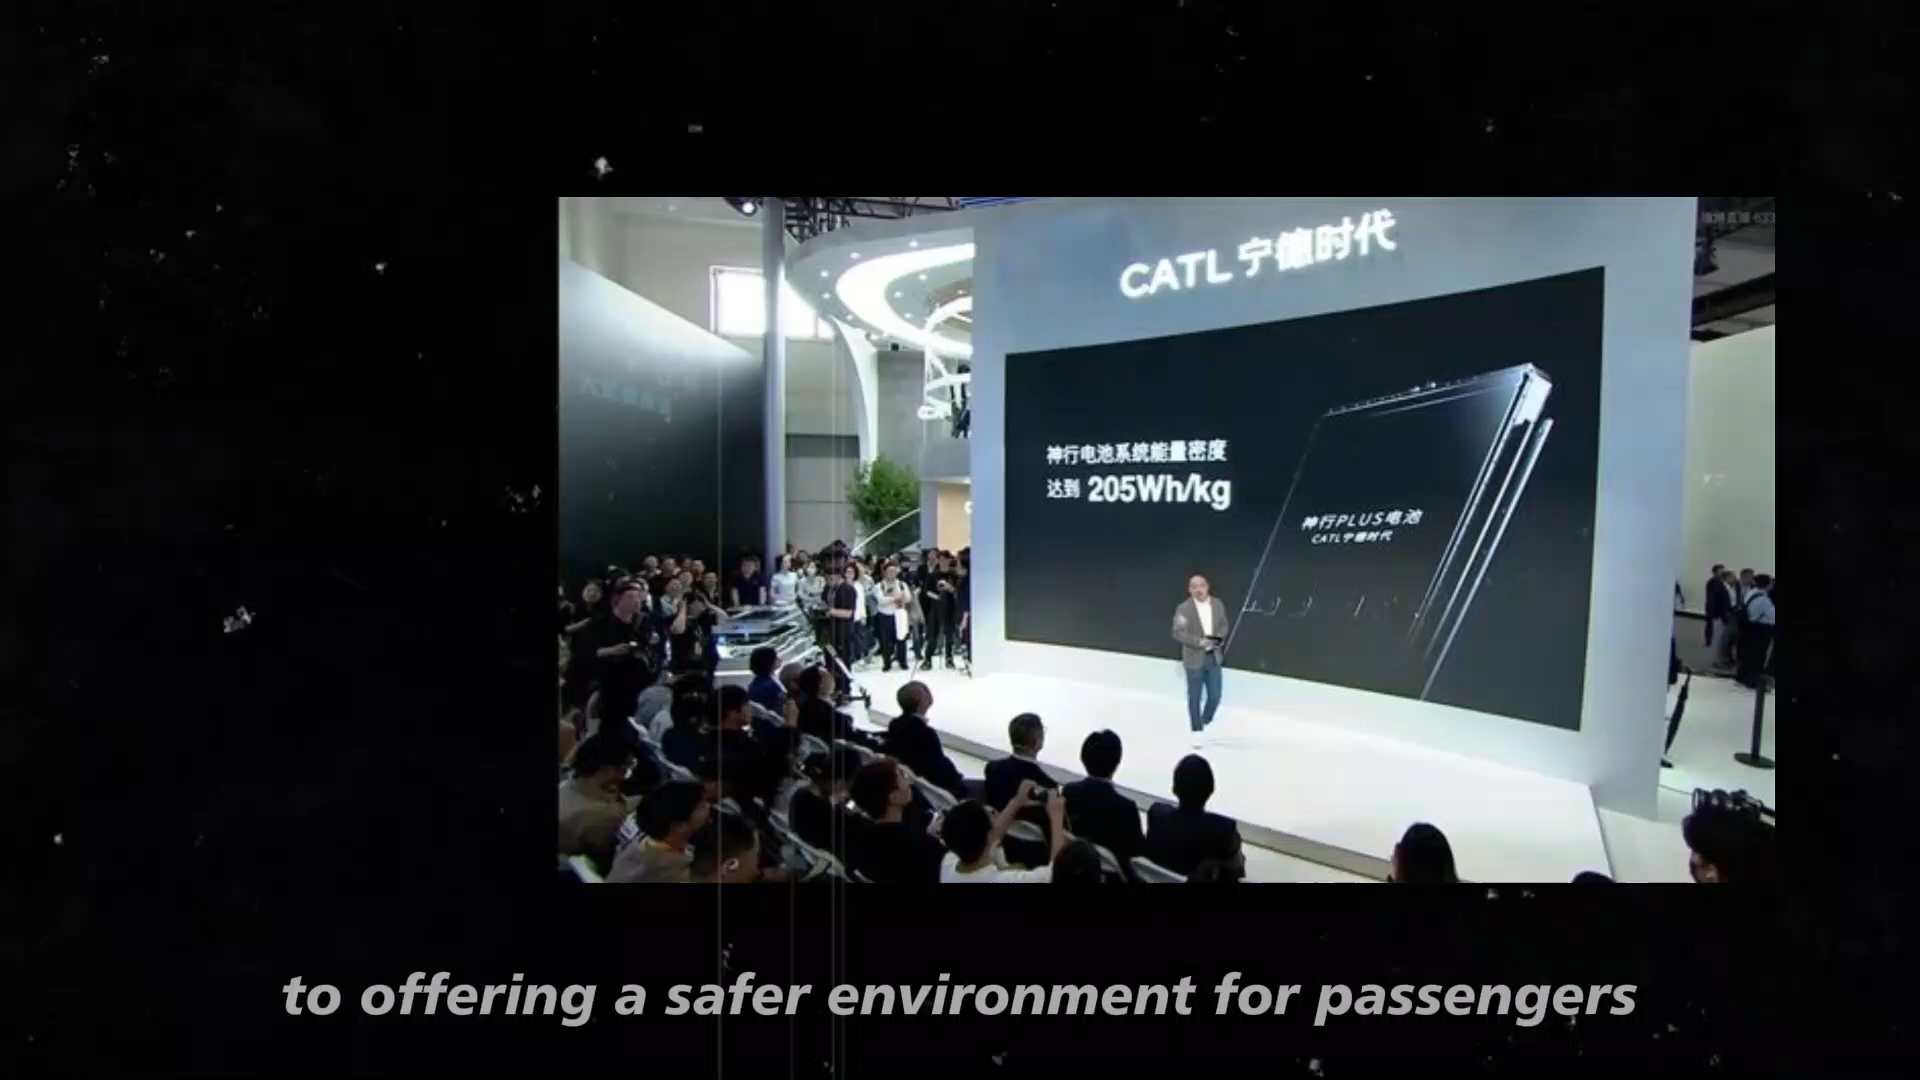 CATL 宁德时代
神行电池系统能量密度
达到 205Wh/kg
神行PLUS电池
CATL宁德时代
to offering a safer environment for passengers